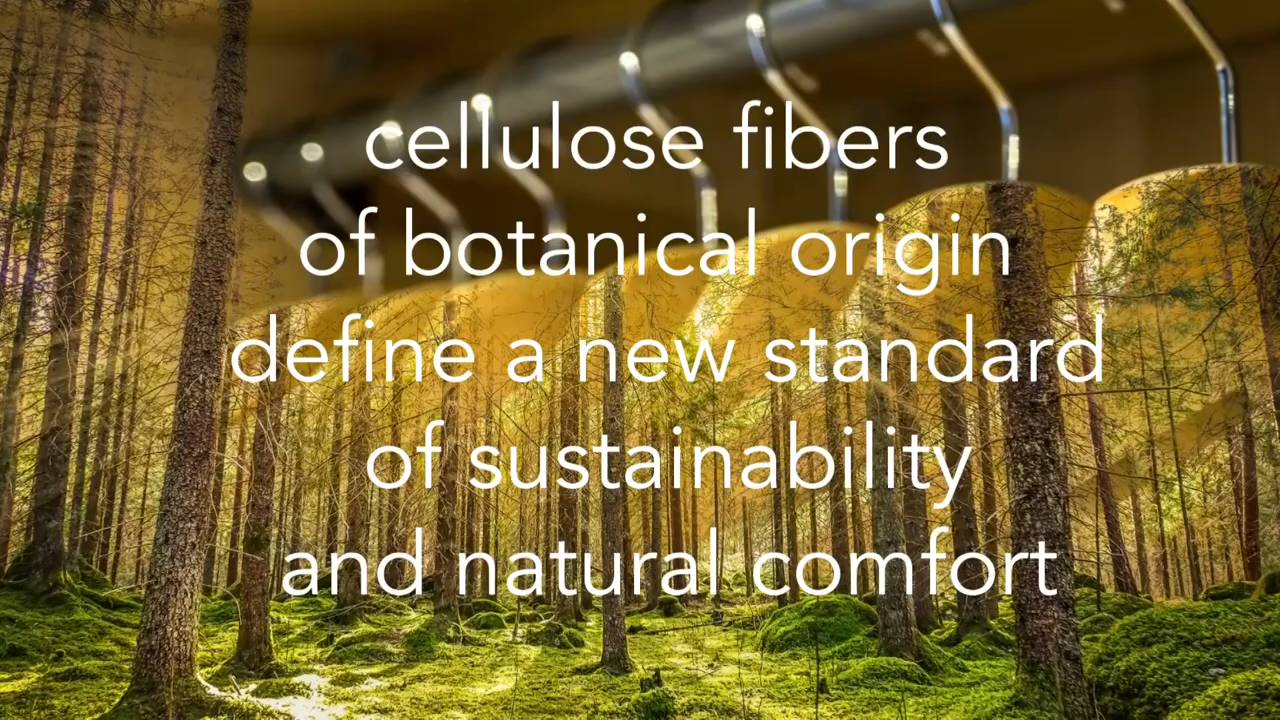 cellulose fibers
of botanical origin
define a new standard
of sustainability
and natural comfort